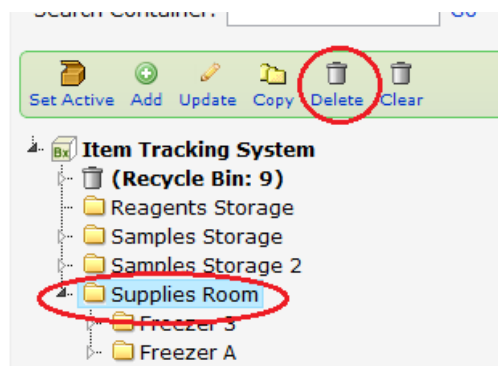 Search Container: Go
Set Active Add Update Copy Delete Clear
Bx Item Tracking System
(Recycle Bin: 9)
Reagents Storage
Samples Storage
Samples Storage 2
Supplies Room
Freezer 3
Freezer A